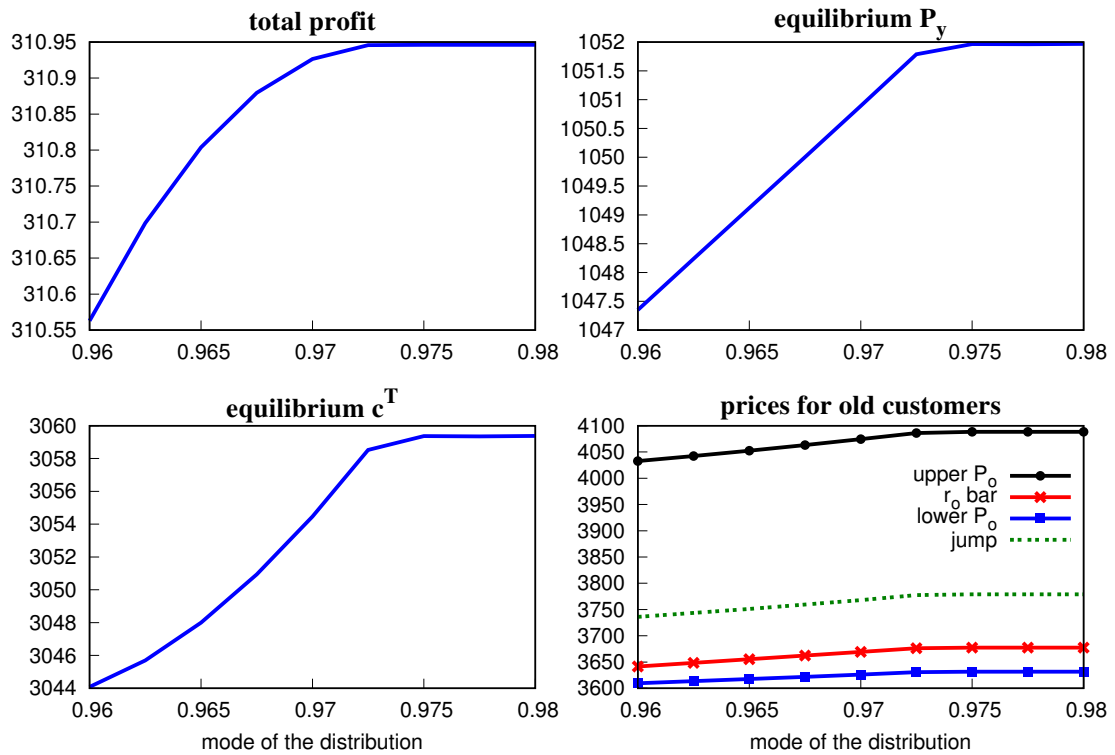 total profit
310.95
310.9
310.85
310.8
310.75
310.7
310.65
310.6
310.55
0.96 0.965 0.97 0.975 0.98
equilibrium P_y
1052
1051.5
1051
1050.5
1050
1049.5
1049
1048.5
1048
1047.5
1047
0.96 0.965 0.97 0.975 0.98
equilibrium c^T
3060
3058
3056
3054
3052
3050
3048
3046
3044
0.96 0.965 0.97 0.975 0.98
mode of the distribution
prices for old customers
4100
4050
4000
3950
3900
3850
3800
3750
3700
3650
3600
upper P_o
r_o bar
lower P_o
jump
0.96 0.965 0.97 0.975 0.98
mode of the distribution